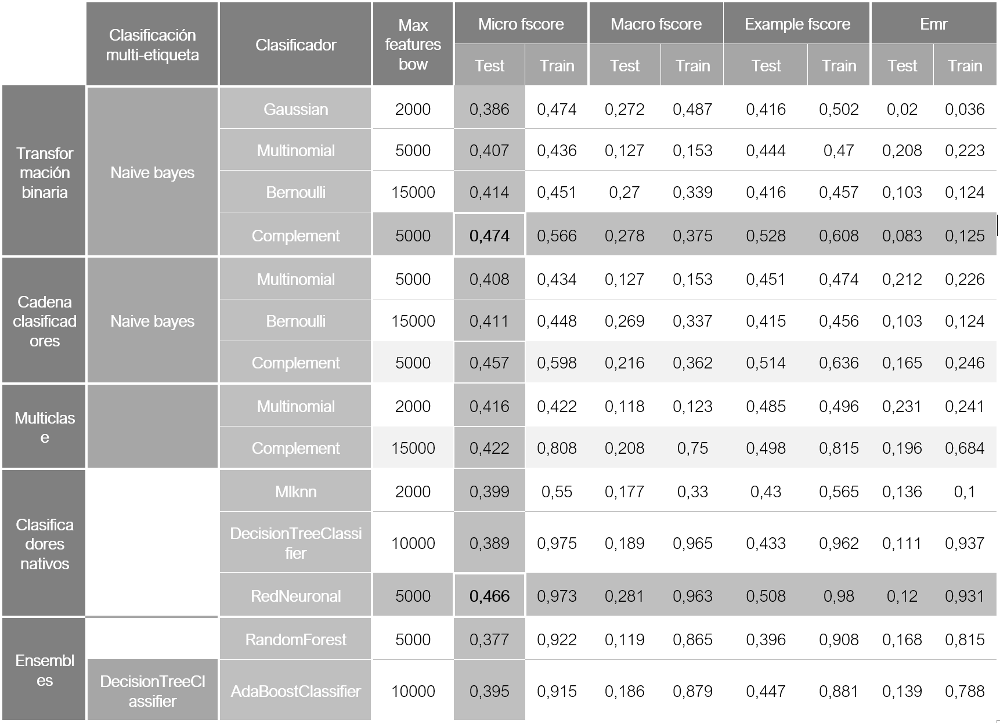 Clasificación
multi-etiqueta
Clasificador
Max
features
bow
Micro fscore
Macro fscore
Example fscore
Emr
Test Train Test Train Test Train Test Train
Transfor
mación
binaria
Naive bayes
Gaussian 2000 0,386 0,474 0,272 0,487 0,416 0,502 0,02 0,036
Multinomial 5000 0,407 0,436 0,127 0,153 0,444 0,47 0,208 0,223
Bernoulli 15000 0,414 0,451 0,27 0,339 0,416 0,457 0,103 0,124
Complement 5000 0,474 0,566 0,278 0,375 0,528 0,608 0,083 0,125
Cadena
clasificad
ores
Naive bayes
Multinomial 5000 0,408 0,434 0,127 0,153 0,451 0,474 0,212 0,226
Bernoulli 15000 0,411 0,448 0,269 0,337 0,415 0,456 0,103 0,124
Complement 5000 0,457 0,598 0,216 0,362 0,514 0,636 0,165 0,246
Multiclas
e
Multinomial 2000 0,416 0,422 0,118 0,123 0,485 0,496 0,231 0,241
Complement 15000 0,422 0,808 0,208 0,75 0,498 0,815 0,196 0,684
Clasifica
dores
nativos
Mlknn 2000 0,399 0,55 0,177 0,33 0,43 0,565 0,136 0,1
DecisionTreeClassi
fier 10000 0,389 0,975 0,189 0,965 0,433 0,962 0,111 0,937
RedNeuronal 5000 0,466 0,973 0,281 0,963 0,508 0,98 0,12 0,931
Ensembl
es
RandomForest 5000 0,377 0,922 0,119 0,865 0,396 0,908 0,168 0,815
DecisionTreeCl
assifier
AdaBoostClassifier 10000 0,395 0,915 0,186 0,879 0,447 0,881 0,139 0,788